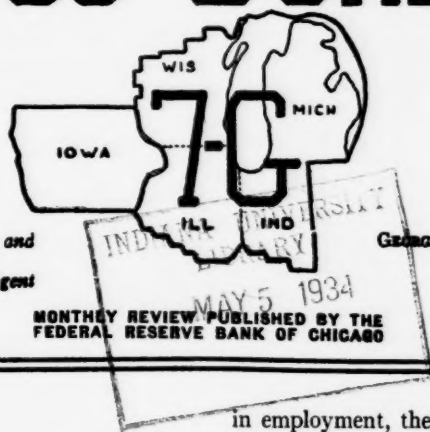 WIS
7-G
MICH
IOWA
ILL
IND
and
gent
INDIANA UNIVERSITY
LIBRARY
MAY 5 1934
MONTHLY REVIEW PUBLISHED BY THE
FEDERAL RESERVE BANK OF CHICAGO
in employment, the